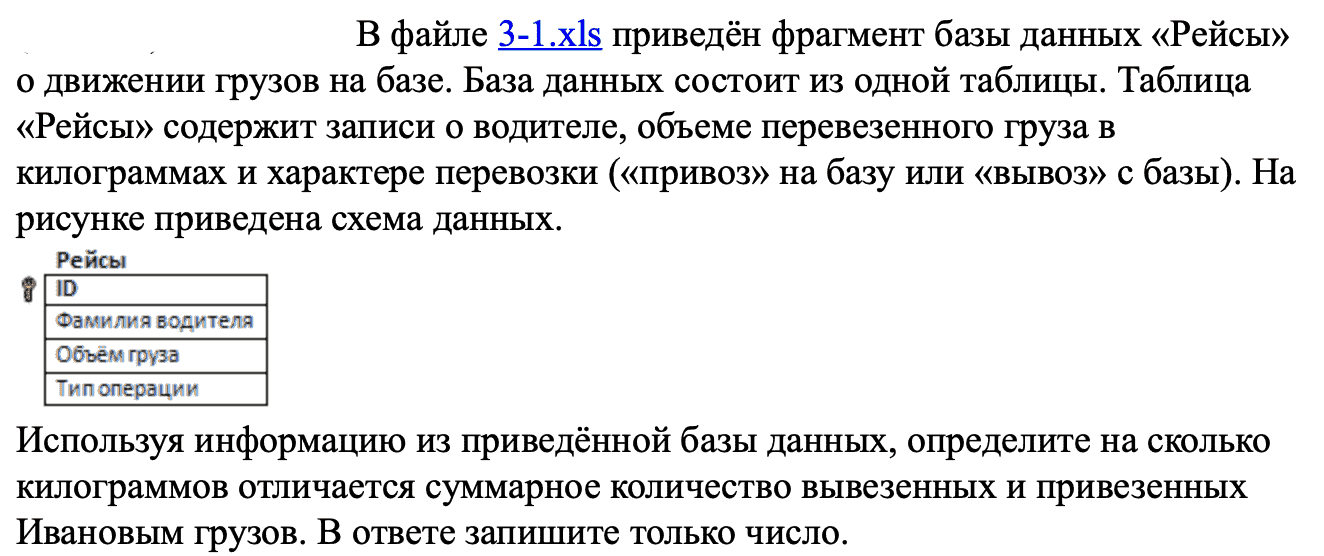 В файле 3-1.xls приведён фрагмент базы данных «Рейсы»
о движении грузов на базе. База данных состоит из одной таблицы. Таблица
«Рейсы» содержит записи о водителе, объеме перевезенного груза в
килограммах и характере перевозки («привоз» на базу или «вывоз» с базы). На
рисунке приведена схема данных.
Рейсы
ID
Фамилия водителя
Объём груза
Тип операции
Используя информацию из приведённой базы данных, определите на сколько
килограммов отличается суммарное количество вывезенных и привезенных
Ивановым грузов. В ответе запишите только число.